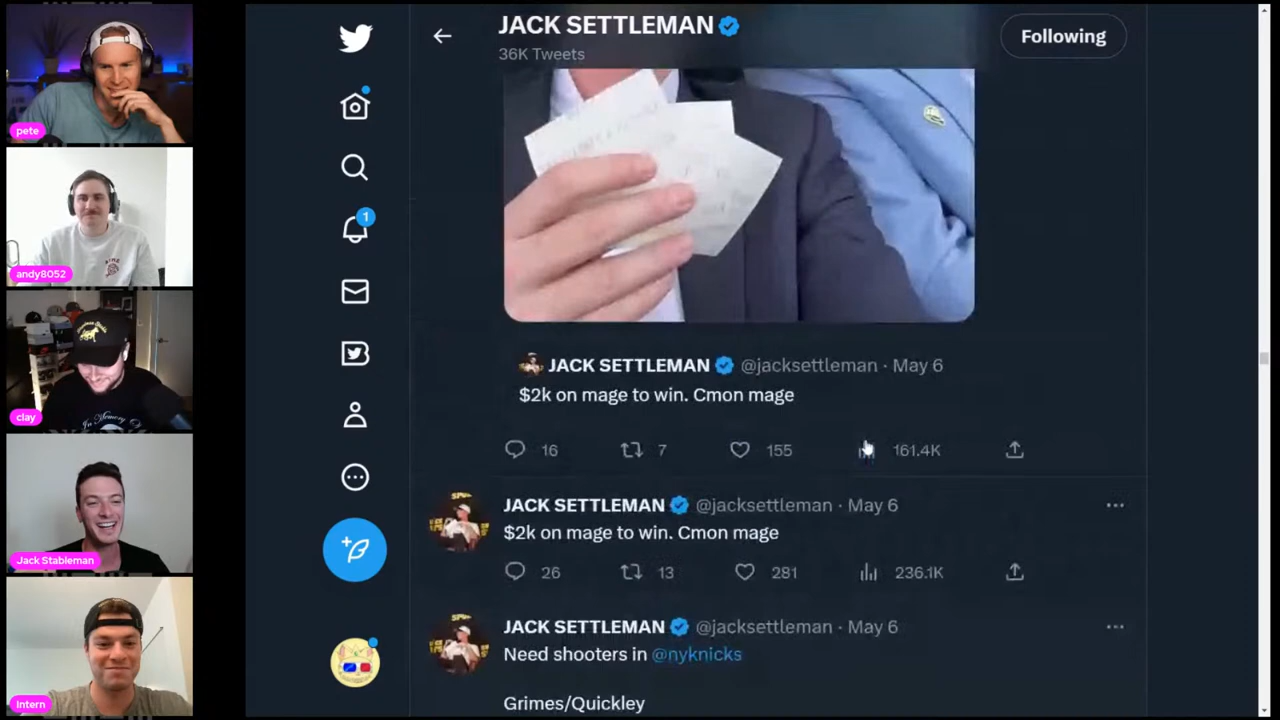 pete
andy8052
clay
Jack Stableman
Intern
1
JACK SETTLEMAN
36K Tweets
Following
JACK SETTLEMAN @jacksettleman · May 6
$2k on mage to win. Cmon mage
16 7 155 161.4K
JACK SETTLEMAN @jacksettleman · May 6
$2k on mage to win. Cmon mage
26 13 281 236.1K
JACK SETTLEMAN @jacksettleman · May 6
Need shooters in @nyknicks
Grimes/Quickley